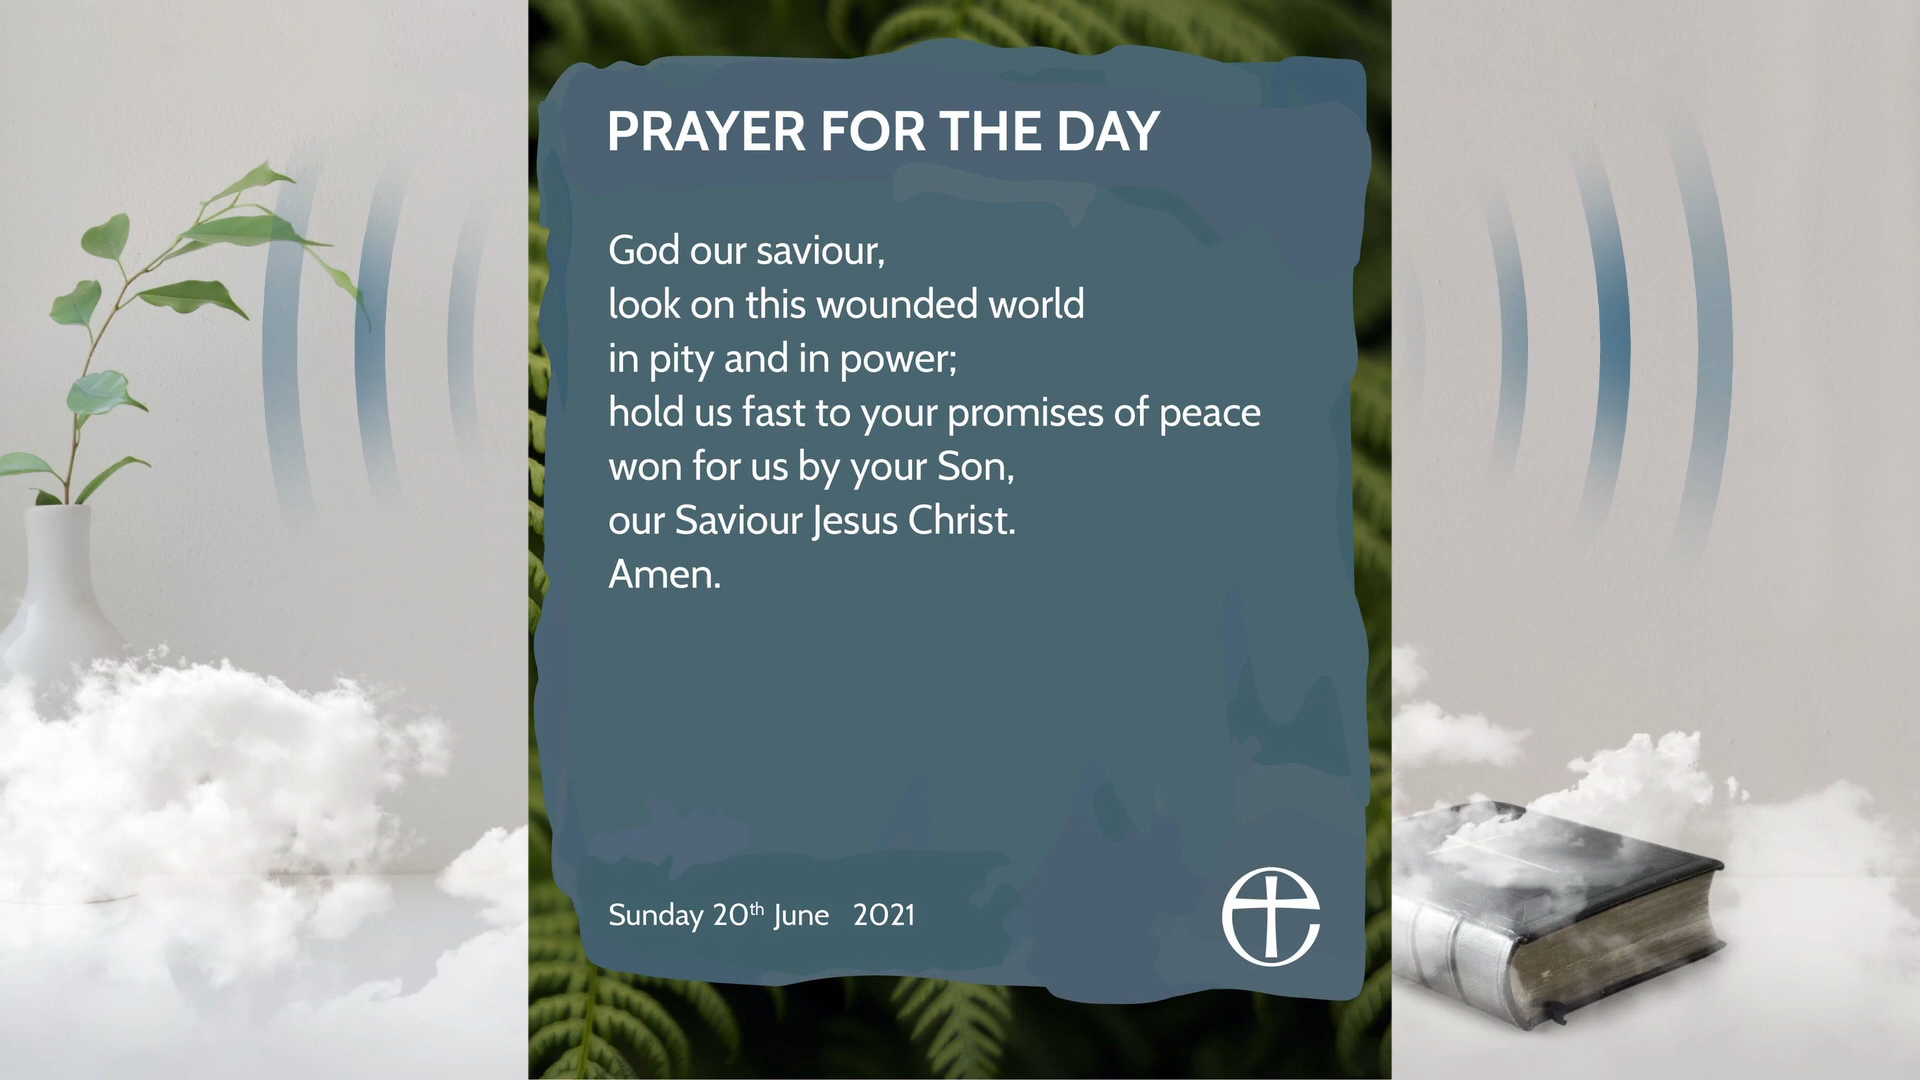 PRAYER FOR THE DAY
God our saviour,
look on this wounded world
in pity and in power;
hold us fast to your promises of peace
won for us by your Son,
our Saviour Jesus Christ.
Amen.
Sunday 20th June 2021